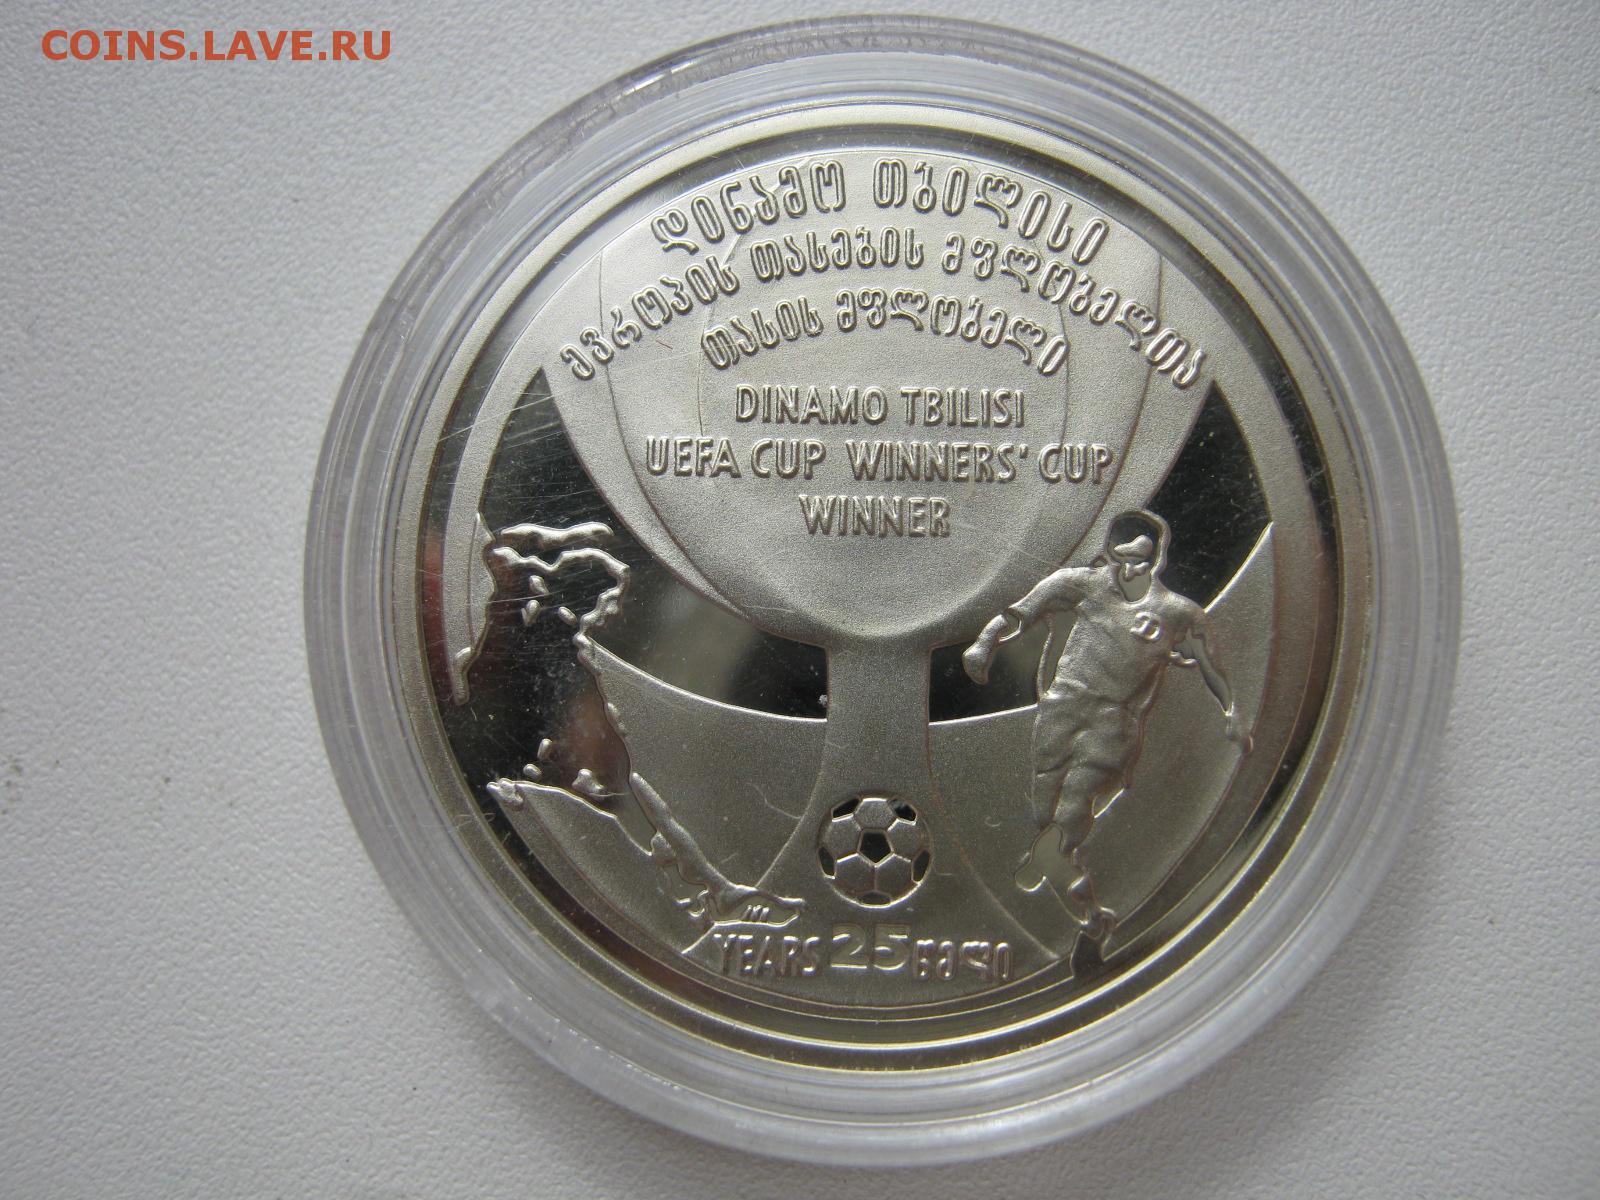 COINS.LAVE.RU
დინამო თბილისი
ევროპის თასების მფლობელთა
თასის მფლობელი
DINAMO TBILISI
UEFA CUP WINNERS' CUP
WINNER
D
YEARS 25 წელი